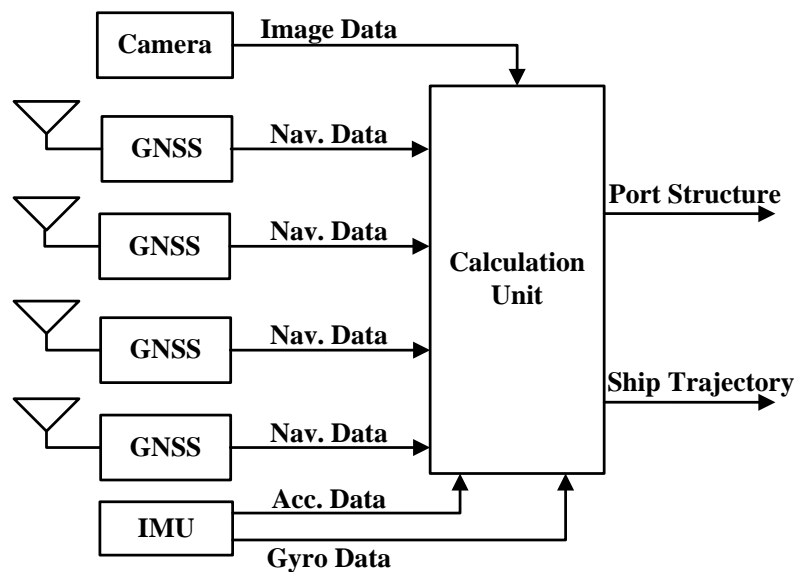 Camera
Image Data
GNSS
Nav. Data
GNSS
Nav. Data
GNSS
Nav. Data
GNSS
Nav. Data
IMU
Acc. Data
Gyro Data
Calculation
Unit
Port Structure
Ship Trajectory